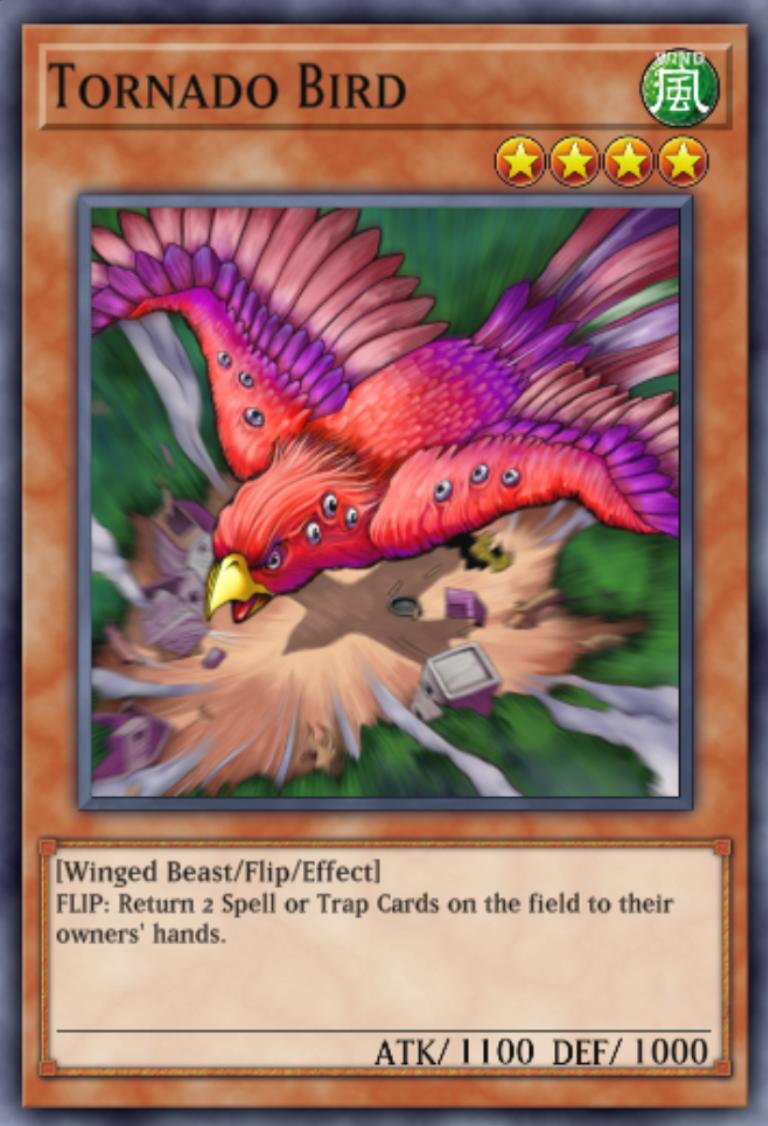 Tornado Bird
WIND
風
[Winged Beast/Flip/Effect]
FLIP: Return 2 Spell or Trap Cards on the field to their
owners' hands.
ATK/ 1100 DEF/ 1000